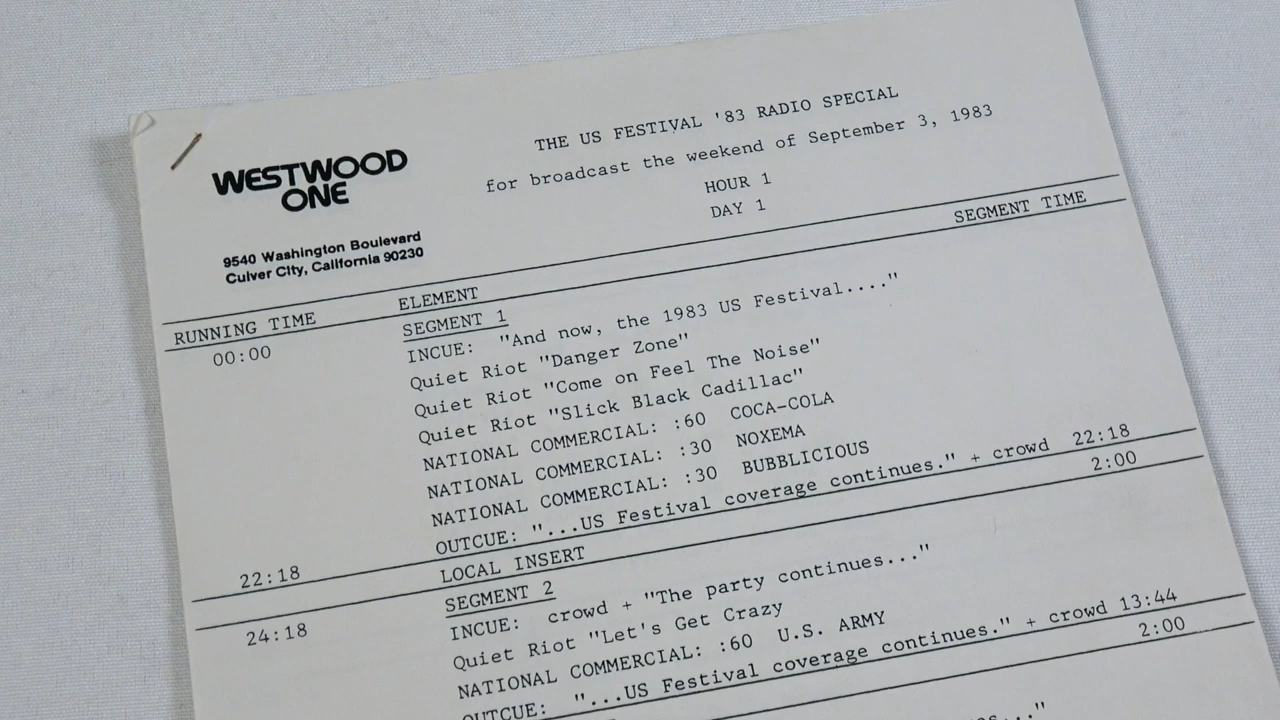 WESTWOOD
ONE
9540 Washington Boulevard
Culver City, California 90230
THE US FESTIVAL '83 RADIO SPECIAL
for broadcast the weekend of September 3, 1983
HOUR 1
DAY 1
RUNNING TIME ELEMENT SEGMENT TIME
SEGMENT 1
00:00 INCUE: "And now, the 1983 US Festival...."
Quiet Riot "Danger Zone"
Quiet Riot "Come on Feel The Noise"
Quiet Riot "Slick Black Cadillac"
NATIONAL COMMERCIAL: :60 COCA-COLA
NATIONAL COMMERCIAL: :30 NOXEMA
NATIONAL COMMERCIAL: :30 BUBBLICIOUS
OUTCUE: "...US Festival coverage continues." + crowd 22:18
22:18 LOCAL INSERT 2:00
SEGMENT 2
24:18 INCUE: crowd + "The party continues..."
Quiet Riot "Let's Get Crazy
NATIONAL COMMERCIAL: :60 U.S. ARMY
OUTCUE: "...US Festival coverage continues." + crowd 13:44
2:00